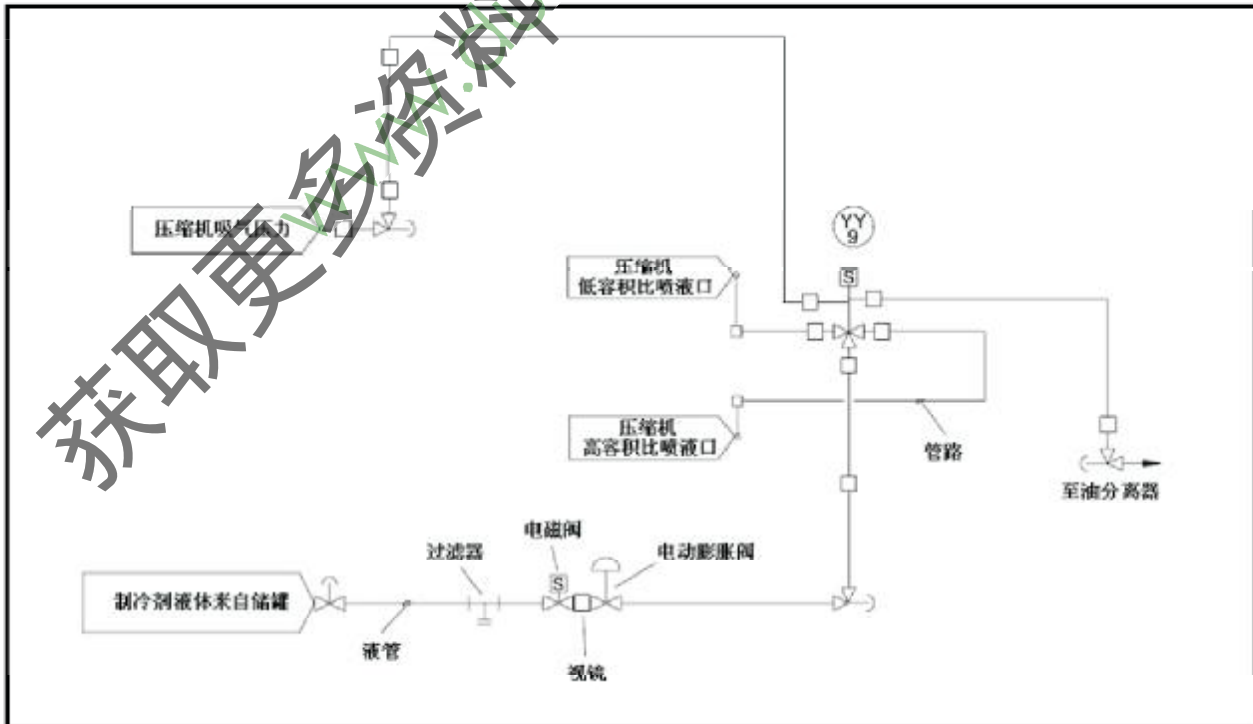 获取更多资料
www.d
压缩机吸气压力
YY
9
S
压缩机
低容积比喷液口
压缩机
高容积比喷液口
管路
至油分离器
电磁阀
过滤器
电动膨胀阀
S
制冷剂液体来自储罐
液管
视镜